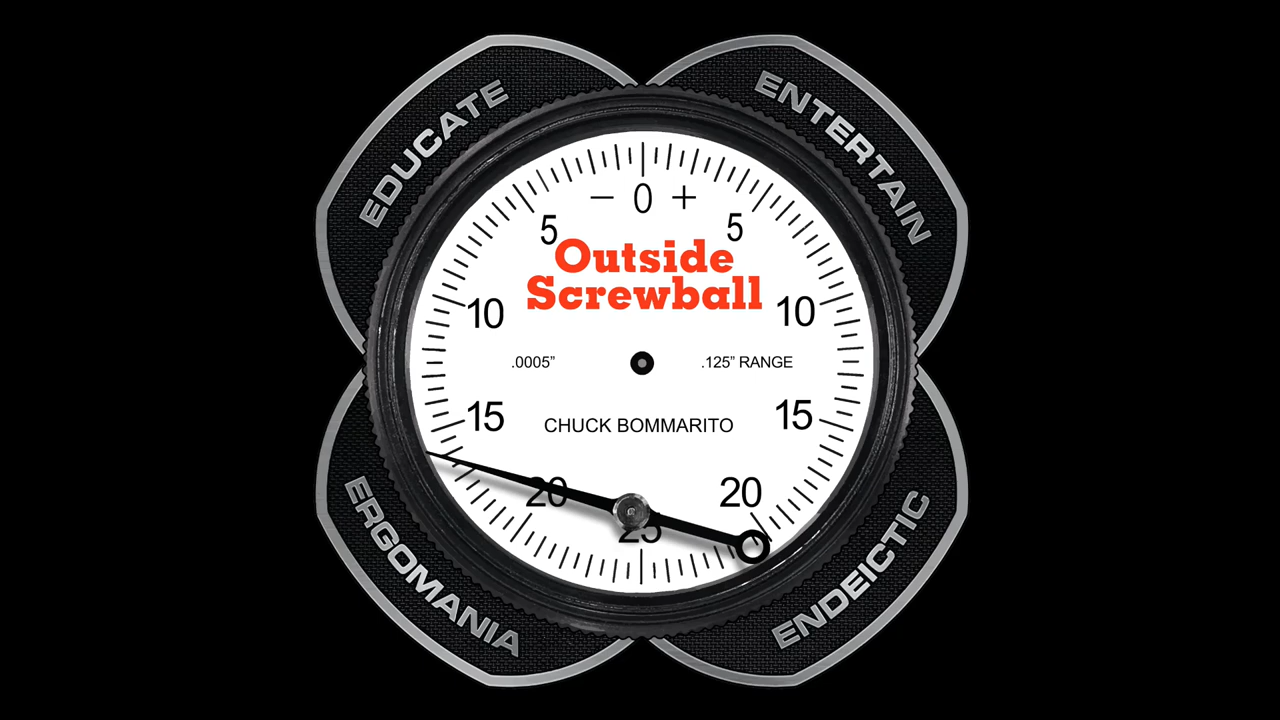 EDUCATE
ENTERTAIN
− 0 +
5 5
Outside
Screwball
10 10
.0005” .125” RANGE
15 15
CHUCK BOMMARITO
20 20
25
ERGOMANIA
ENDEICTIC